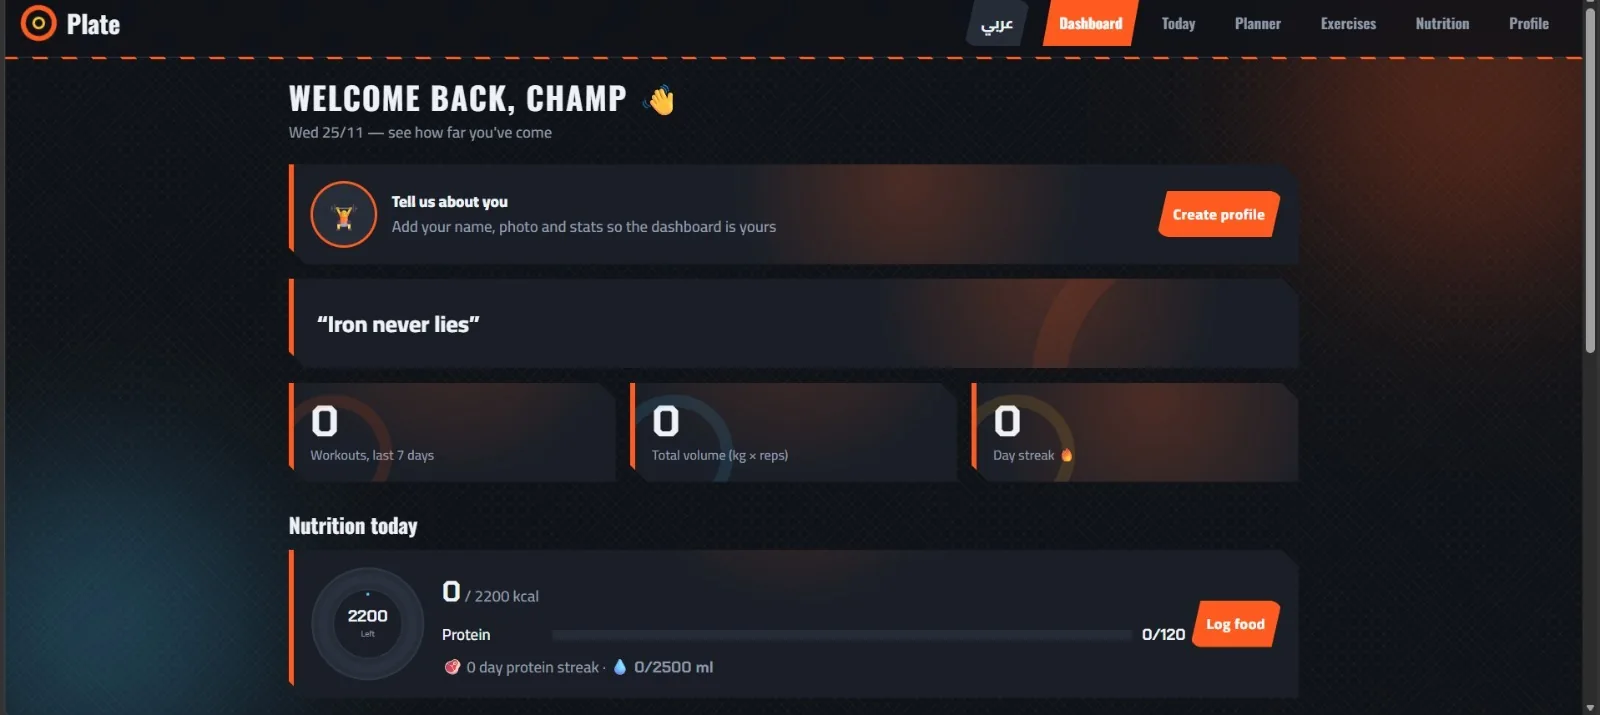 Plate
عربي
Dashboard
Today
Planner
Exercises
Nutrition
Profile
WELCOME BACK, CHAMP 👋
Wed 25/11 — see how far you've come
Tell us about you
Add your name, photo and stats so the dashboard is yours
Create profile
“Iron never lies”
0
Workouts, last 7 days
0
Total volume (kg × reps)
0
Day streak 🔥
Nutrition today
2200
Left
0 / 2200 kcal
Protein
0/120
🥩 0 day protein streak · 💧 0/2500 ml
Log food